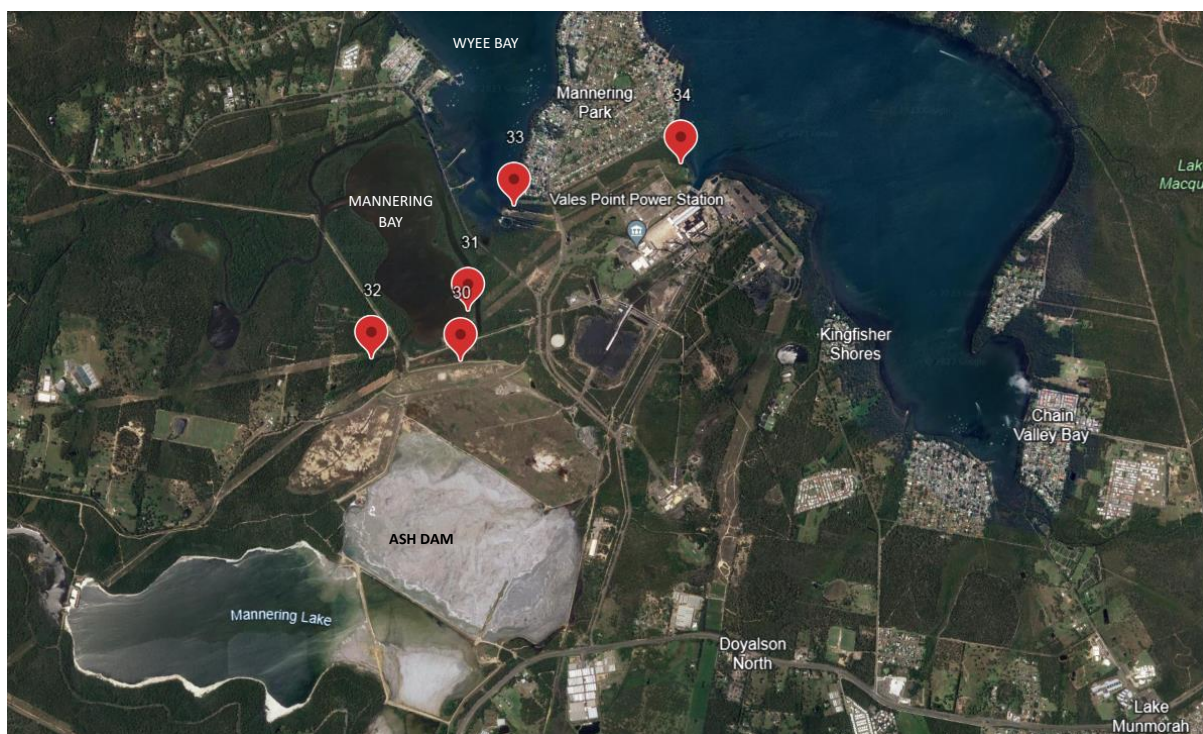 WYEE BAY
Mannering
Park
34
33
Lak
Macqu
MANNERING
BAY
Vales Point Power Station
31
30
32
Kingfisher
Shores
Chain
Valley Bay
ASH DAM
Mannering Lake
Doyalson
North
Lake
Munmorah